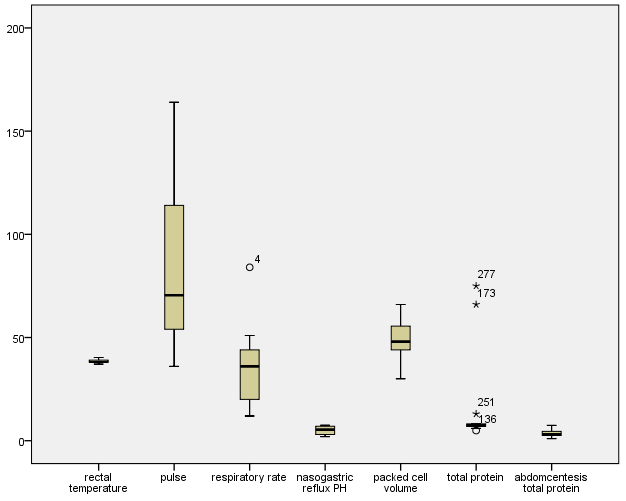 200
150
100
50
0
4
277
173
251
136
rectal
temperature
pulse
respiratory rate
nasogastric
reflux PH
packed cell
volume
total protein
abdomcentesis
total protein